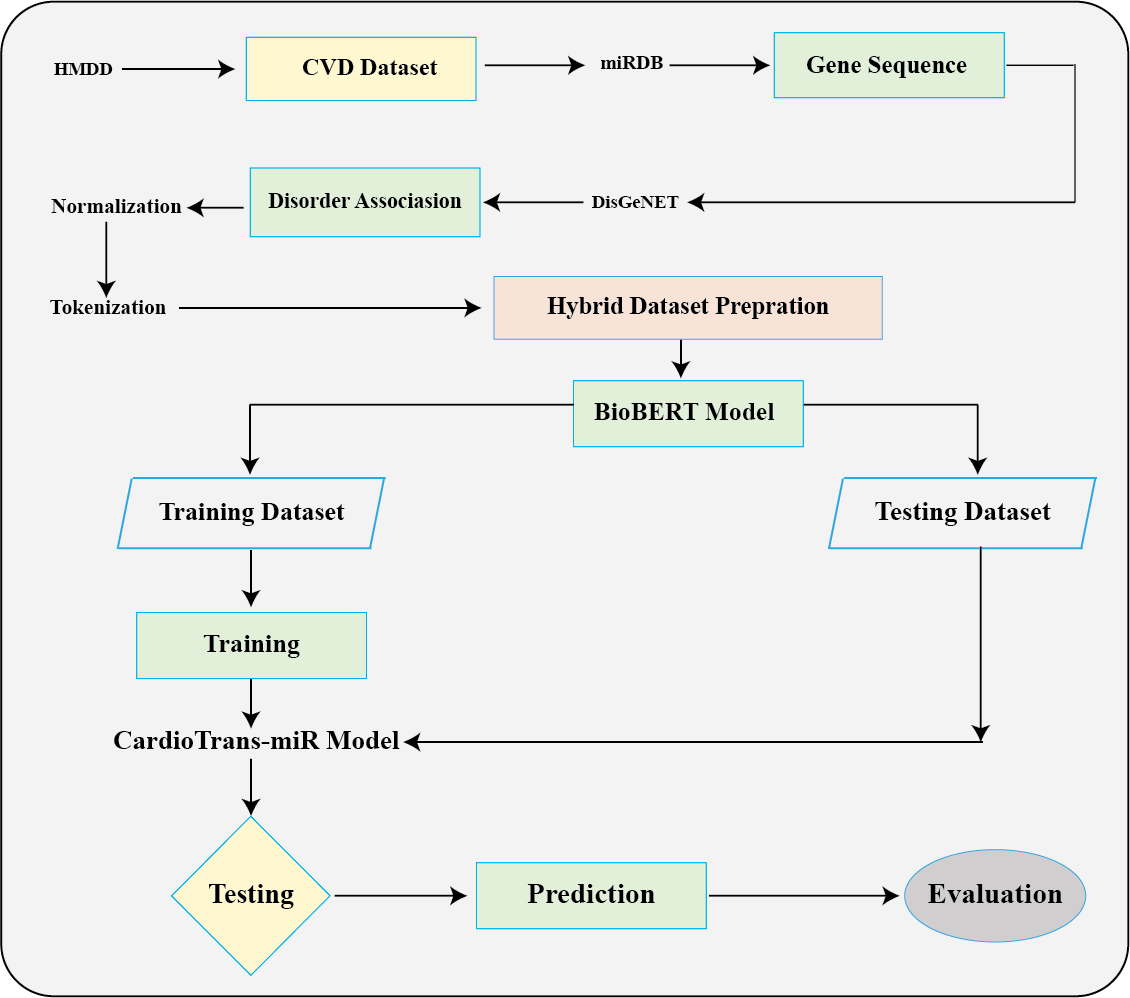 HMDD
CVD Dataset
miRDB
Gene Sequence
Normalization
Disorder Associasion
DisGeNET
Tokenization
Hybrid Dataset Prepration
BioBERT Model
Training Dataset
Testing Dataset
Training
CardioTrans-miR Model
Testing
Prediction
Evaluation